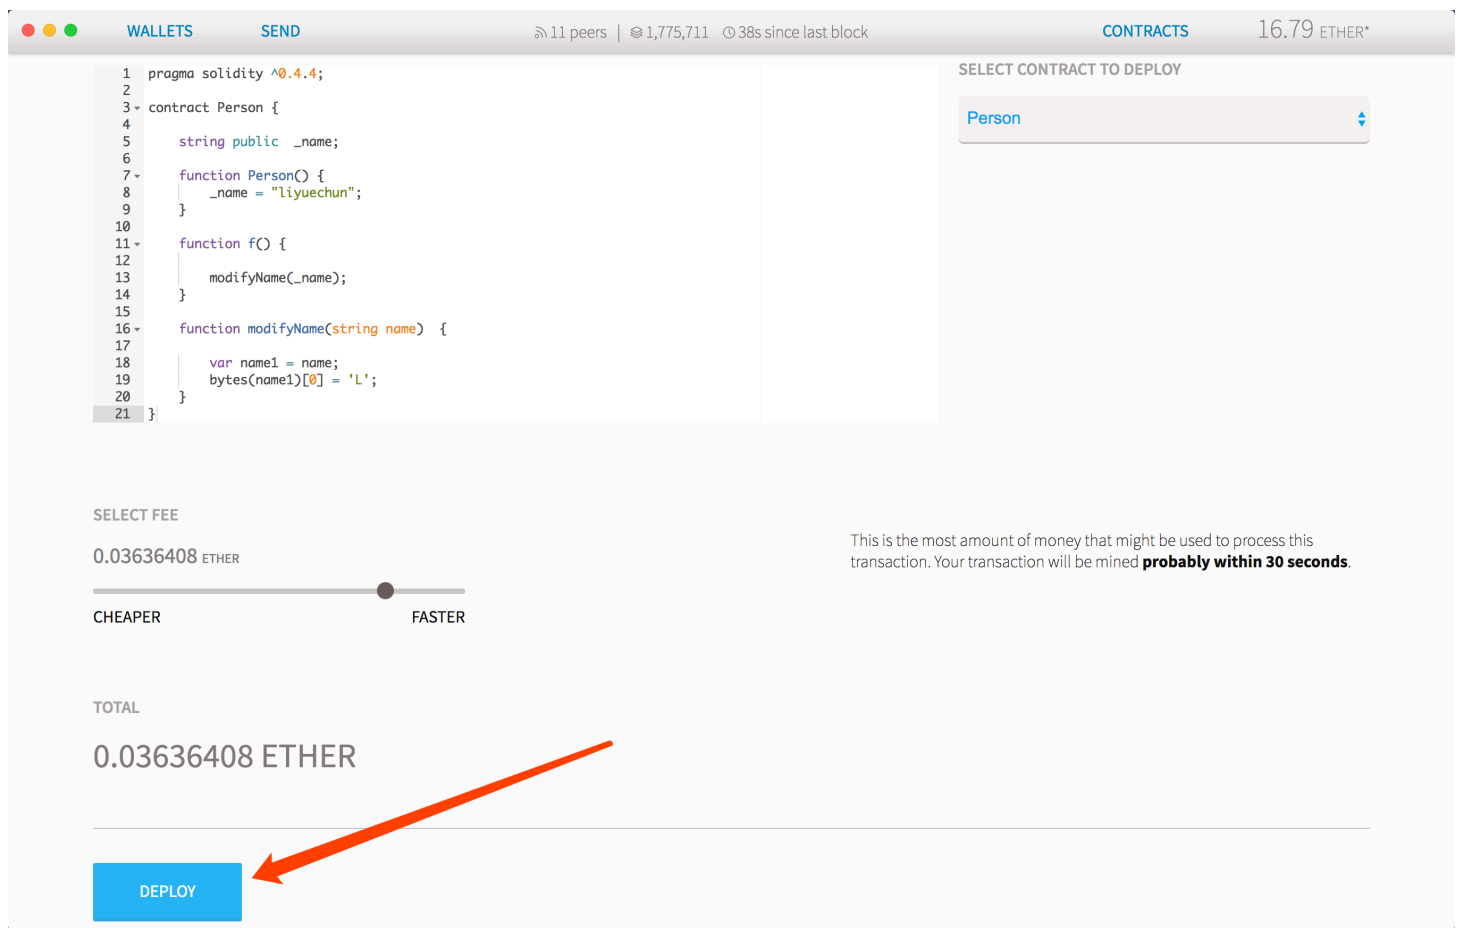 WALLETS SEND 11 peers | 1,775,711 38s since last block CONTRACTS 16.79 ETHER*
1 pragma solidity ^0.4.4;
2
3 contract Person {
4
5 string public _name;
6
7 function Person() {
8 _name = "liyuechun";
9 }
10
11 function f() {
12
13 modifyName(_name);
14 }
15
16 function modifyName(string name) {
17
18 var name1 = name;
19 bytes(name1)[0] = 'L';
20 }
21 }
SELECT CONTRACT TO DEPLOY
Person
SELECT FEE
0.03636408 ETHER
CHEAPER FASTER
This is the most amount of money that might be used to process this
transaction. Your transaction will be mined probably within 30 seconds.
TOTAL
0.03636408 ETHER
DEPLOY